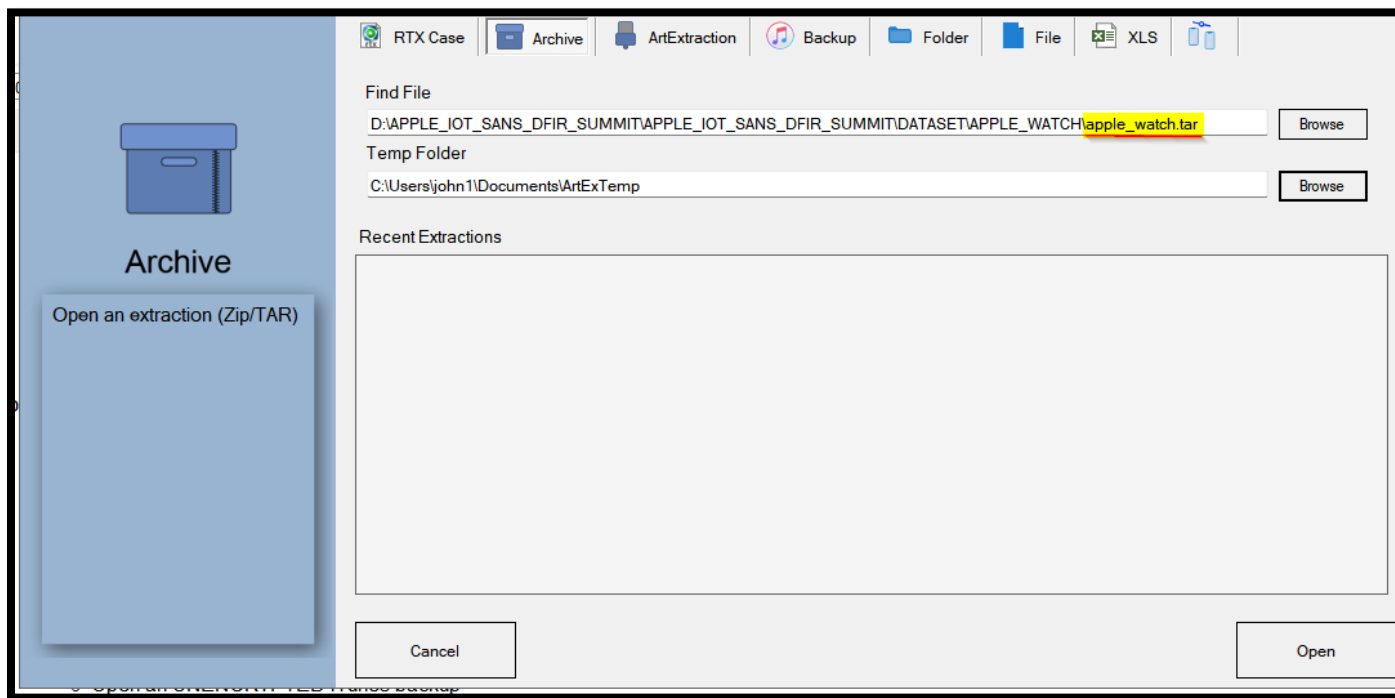 RTX Case Archive ArtExtraction Backup Folder File XLS
Find File
D:\APPLE_IOT_SANS_DFIR_SUMMIT\APPLE_IOT_SANS_DFIR_SUMMIT\DATASET\APPLE_WATCH\apple_watch.tar Browse
Temp Folder
C:\Users\john1\Documents\ArtExTemp Browse
Recent Extractions
Archive
Open an extraction (Zip/TAR)
Cancel Open